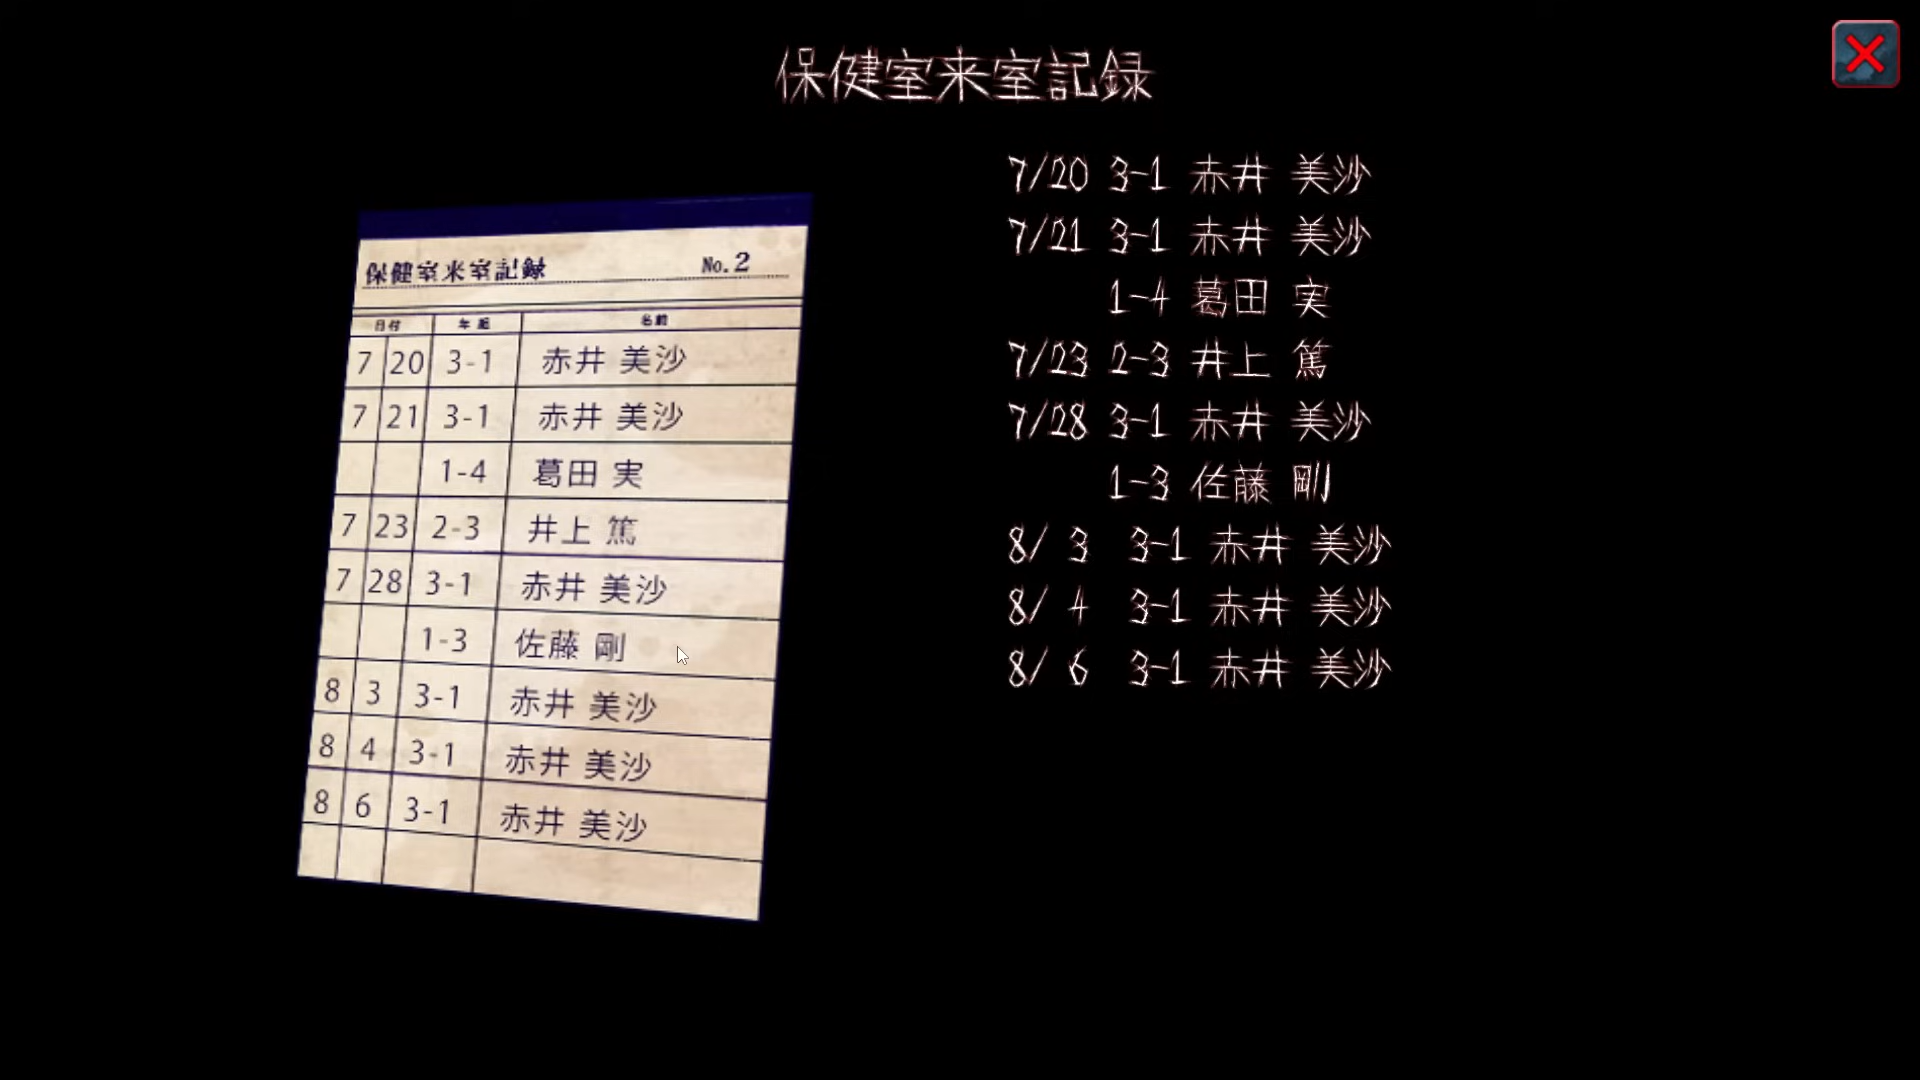 保健室来室記録
保健室来室記録 No.2
日付 年組 名前
7 20 3-1 赤井 美沙
7 21 3-1 赤井 美沙
1-4 葛田 実
7 23 2-3 井上 篤
7 28 3-1 赤井 美沙
1-3 佐藤 剛
8 3 3-1 赤井 美沙
8 4 3-1 赤井 美沙
8 6 3-1 赤井 美沙
7/20 3-1 赤井 美沙
7/21 3-1 赤井 美沙
1-4 葛田 実
7/23 2-3 井上 篤
7/28 3-1 赤井 美沙
1-3 佐藤 剛
8/ 3 3-1 赤井 美沙
8/ 4 3-1 赤井 美沙
8/ 6 3-1 赤井 美沙